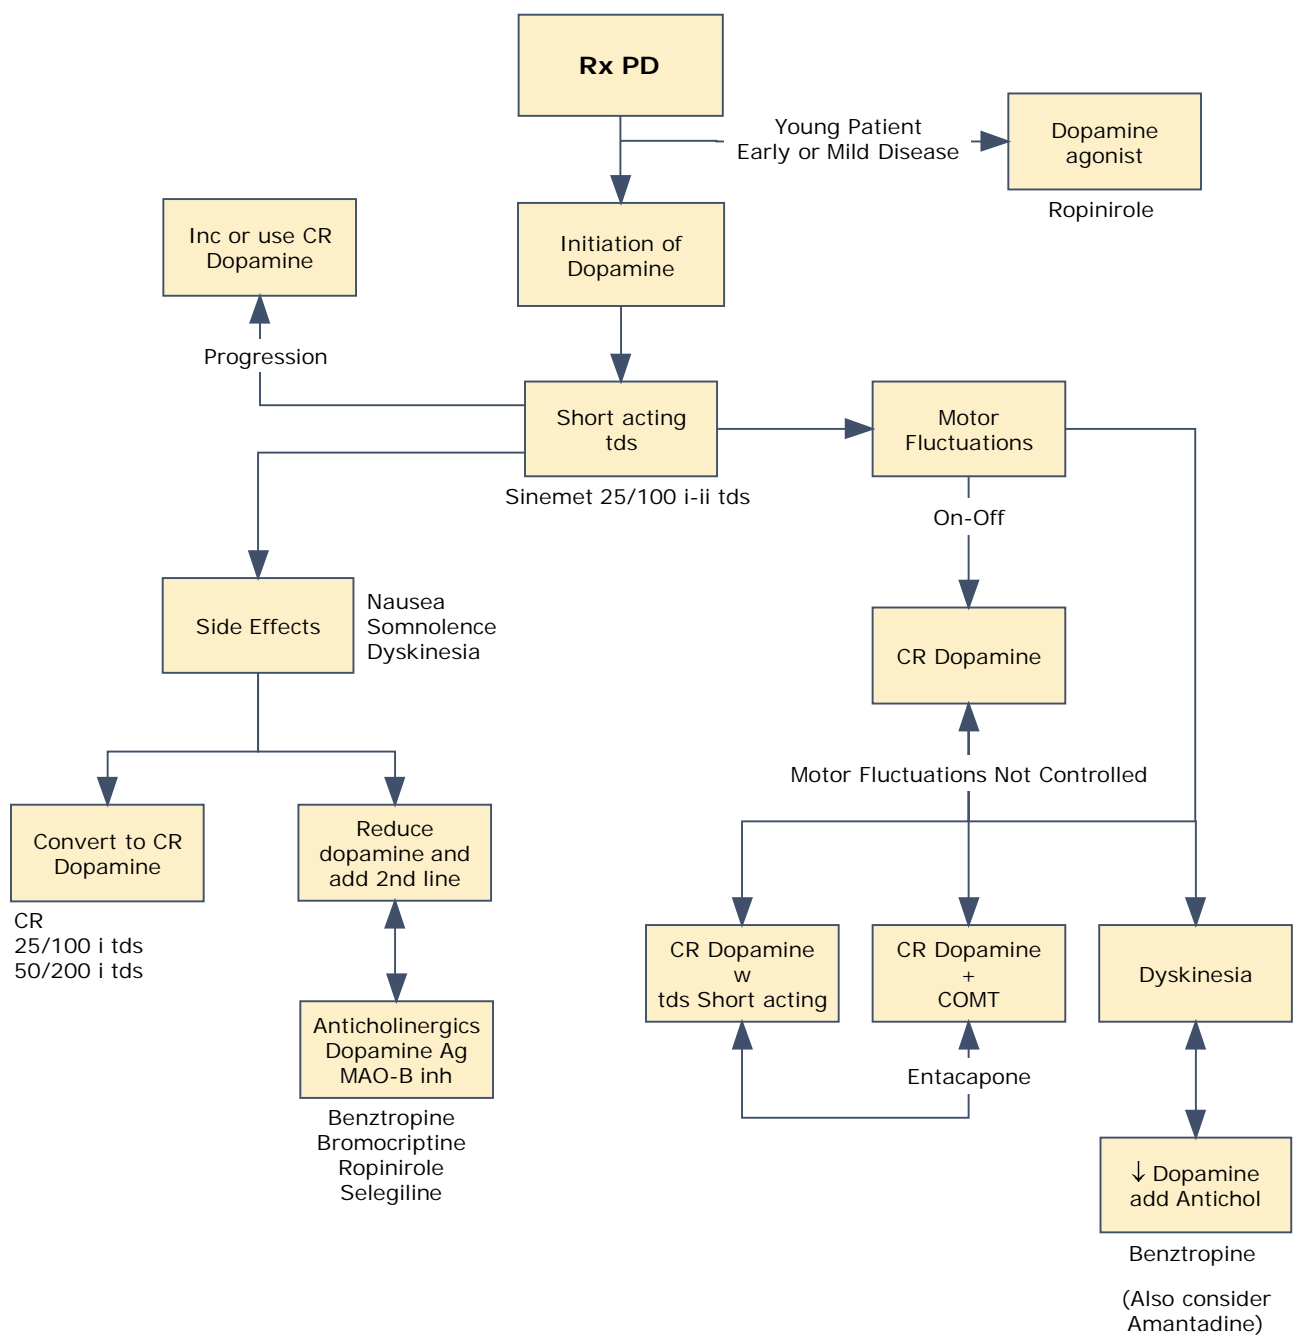 Rx PD
Young Patient
Early or Mild Disease
Dopamine
agonist
Ropinirole
Inc or use CR
Dopamine
Initiation of
Dopamine
Progression
Short acting
tds
Sinemet 25/100 i-ii tds
Motor
Fluctuations
On-Off
Side Effects
Nausea
Somnolence
Dyskinesia
CR Dopamine
Motor Fluctuations Not Controlled
Convert to CR
Dopamine
CR
25/100 i tds
50/200 i tds
Reduce
dopamine and
add 2nd line
Anticholinergics
Dopamine Ag
MAO-B inh
Benztropine
Bromocriptine
Ropinirole
Selegiline
CR Dopamine
w
tds Short acting
CR Dopamine
+
COMT
Entacapone
Dyskinesia
↓ Dopamine
add Antichol
Benztropine
(Also consider
Amantadine)